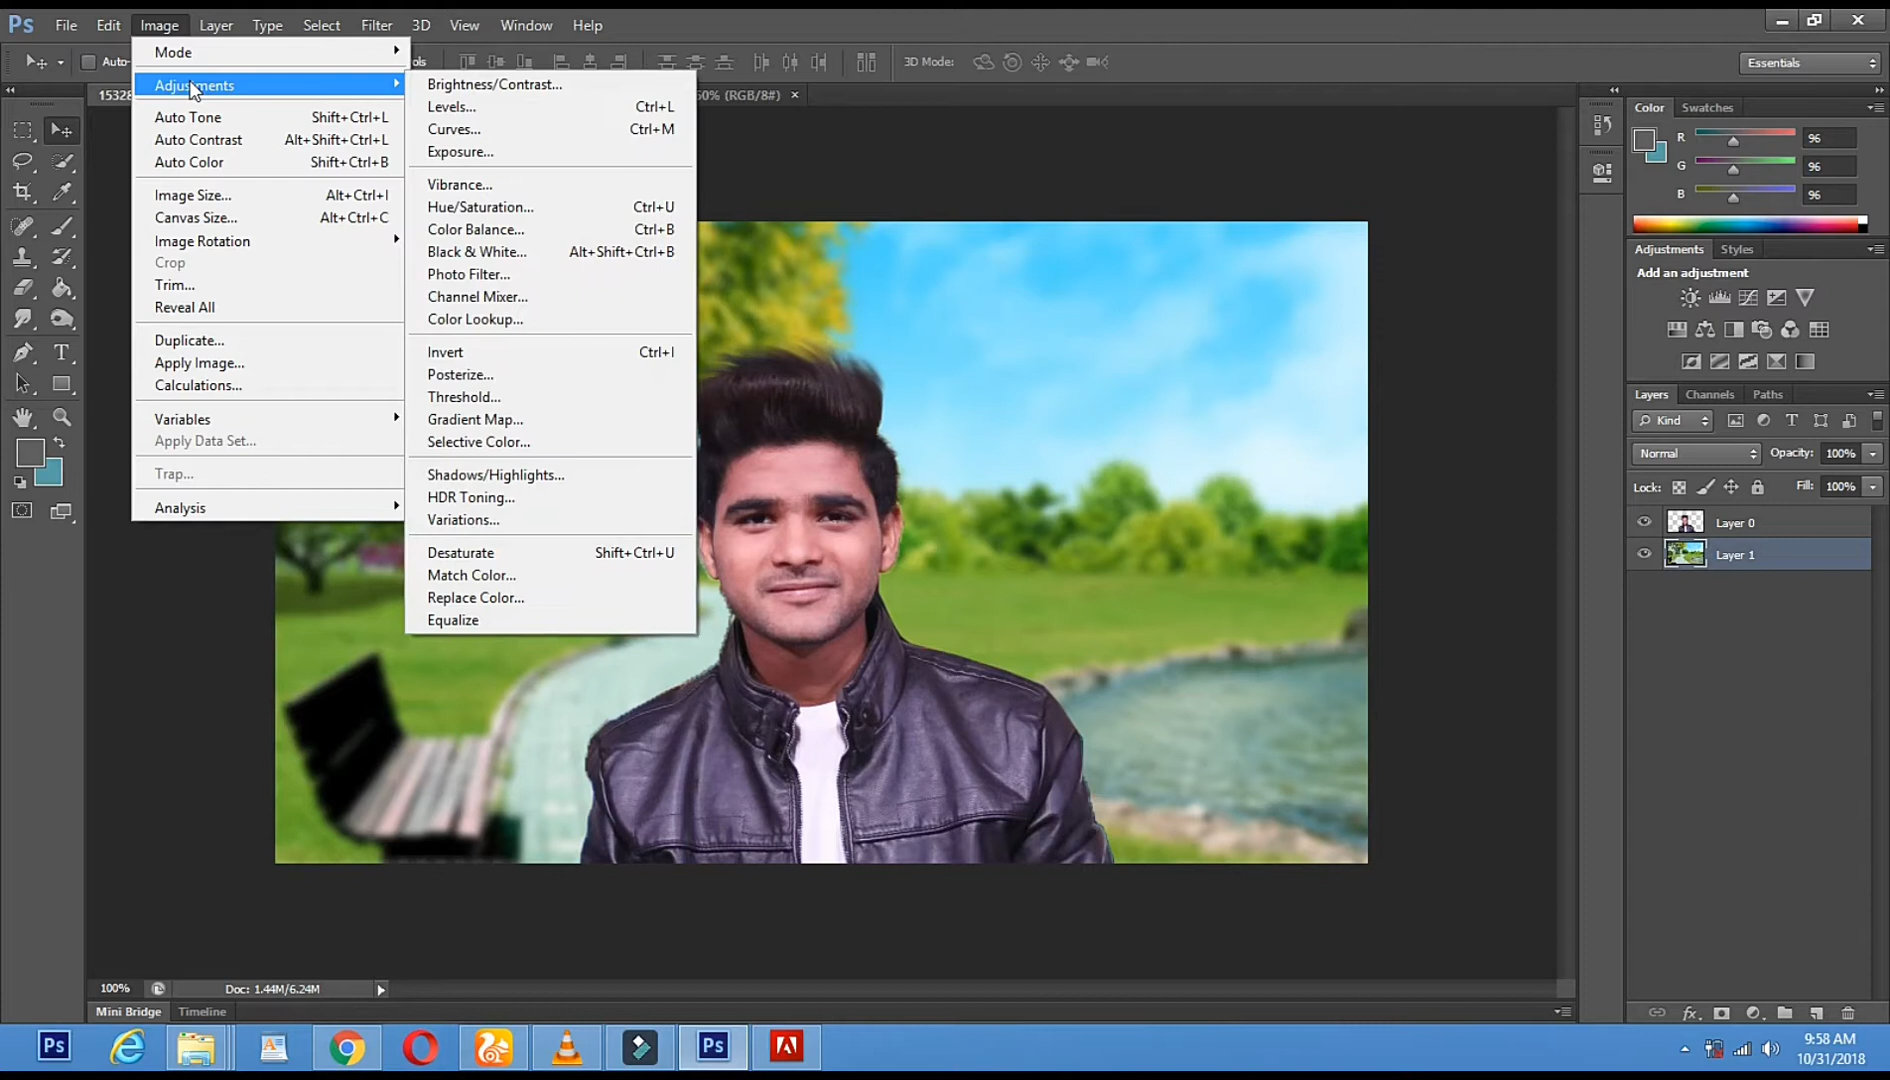 Ps File Edit Image Layer Type Select Filter 3D View Window Help
Auto-
3D Mode:
Essentials
15328
Mode
Adjustments
Auto Tone Shift+Ctrl+L
Auto Contrast Alt+Shift+Ctrl+L
Auto Color Shift+Ctrl+B
Image Size... Alt+Ctrl+I
Canvas Size... Alt+Ctrl+C
Image Rotation
Crop
Trim...
Reveal All
Duplicate...
Apply Image...
Calculations...
Variables
Apply Data Set...
Trap...
Analysis
Brightness/Contrast...
Levels... Ctrl+L
Curves... Ctrl+M
Exposure...
Vibrance...
Hue/Saturation... Ctrl+U
Color Balance... Ctrl+B
Black & White... Alt+Shift+Ctrl+B
Photo Filter...
Channel Mixer...
Color Lookup...
Invert Ctrl+I
Posterize...
Threshold...
Gradient Map...
Selective Color...
Shadows/Highlights...
HDR Toning...
Variations...
Desaturate Shift+Ctrl+U
Match Color...
Replace Color...
Equalize
(RGB/8#) ×
Color Swatches
R 96
G 96
B 96
Adjustments Styles
Add an adjustment
Layers Channels Paths
Kind
Normal Opacity: 100%
Lock: Fill: 100%
Layer 0
Layer 1
100% Doc: 1.44M/6.24M
Mini Bridge Timeline
Ps
Ps
9:58 AM
10/31/2018